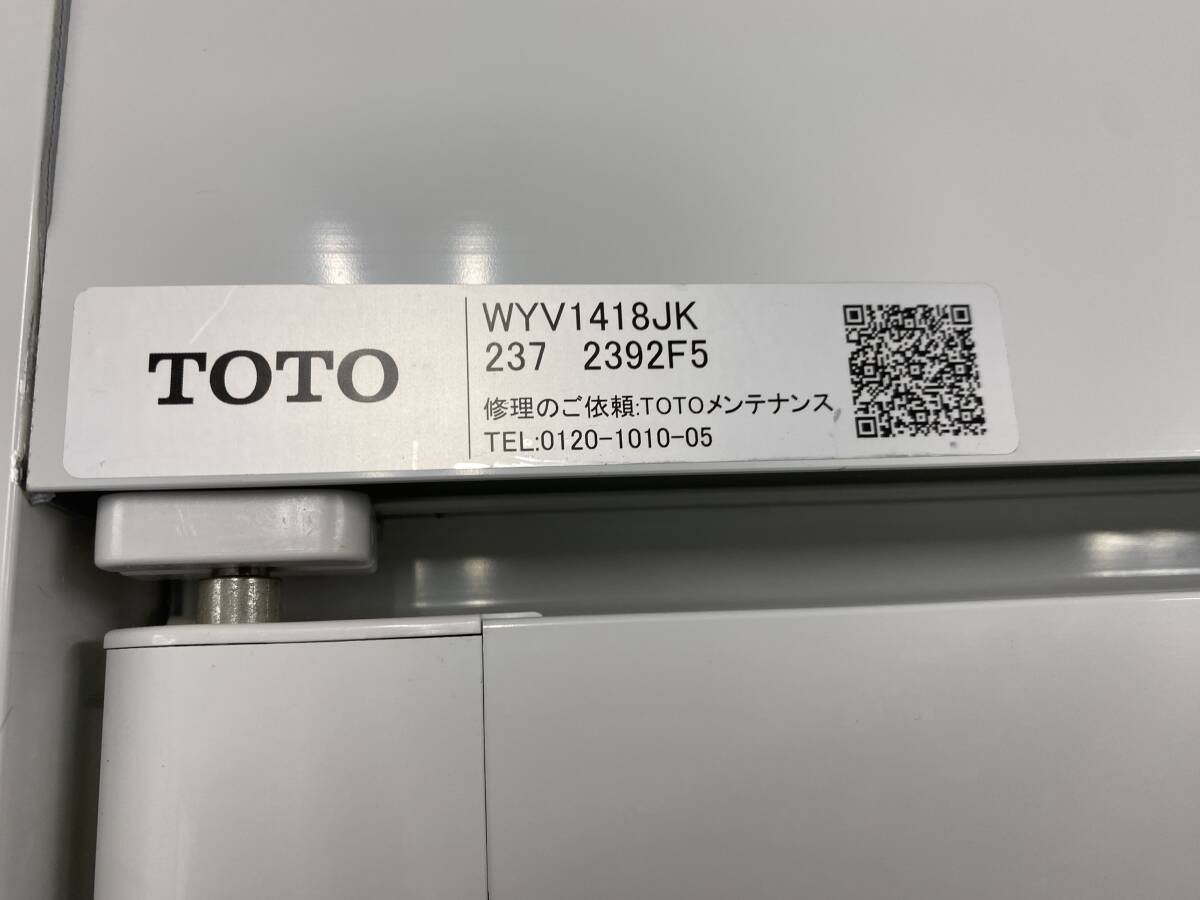 TOTO
WYV1418JK
237 2392F5
修理のご依頼:TOTOメンテナンス
TEL:0120-1010-05